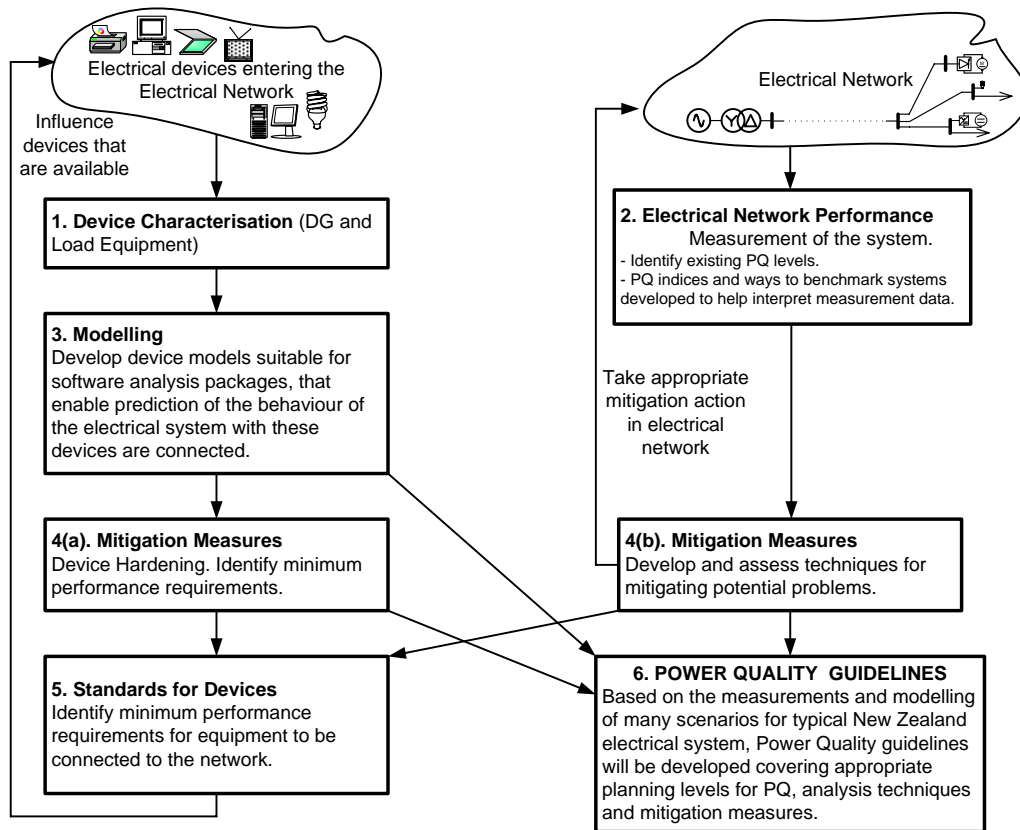 Electrical devices entering the
Electrical Network
Influence
devices that
are available
1. Device Characterisation (DG and
Load Equipment)
3. Modelling
Develop device models suitable for
software analysis packages, that
enable prediction of the behaviour of
the electrical system with these
devices are connected.
4(a). Mitigation Measures
Device Hardening. Identify minimum
performance requirements.
5. Standards for Devices
Identify minimum performance
requirements for equipment to be
connected to the network.
Electrical Network
2. Electrical Network Performance
Measurement of the system.
- Identify existing PQ levels.
- PQ indices and ways to benchmark systems
developed to help interpret measurement data.
Take appropriate
mitigation action
in electrical
network
4(b). Mitigation Measures
Develop and assess techniques for
mitigating potential problems.
6. POWER QUALITY GUIDELINES
Based on the measurements and modelling
of many scenarios for typical New Zealand
electrical system, Power Quality guidelines
will be developed covering appropriate
planning levels for PQ, analysis techniques
and mitigation measures.